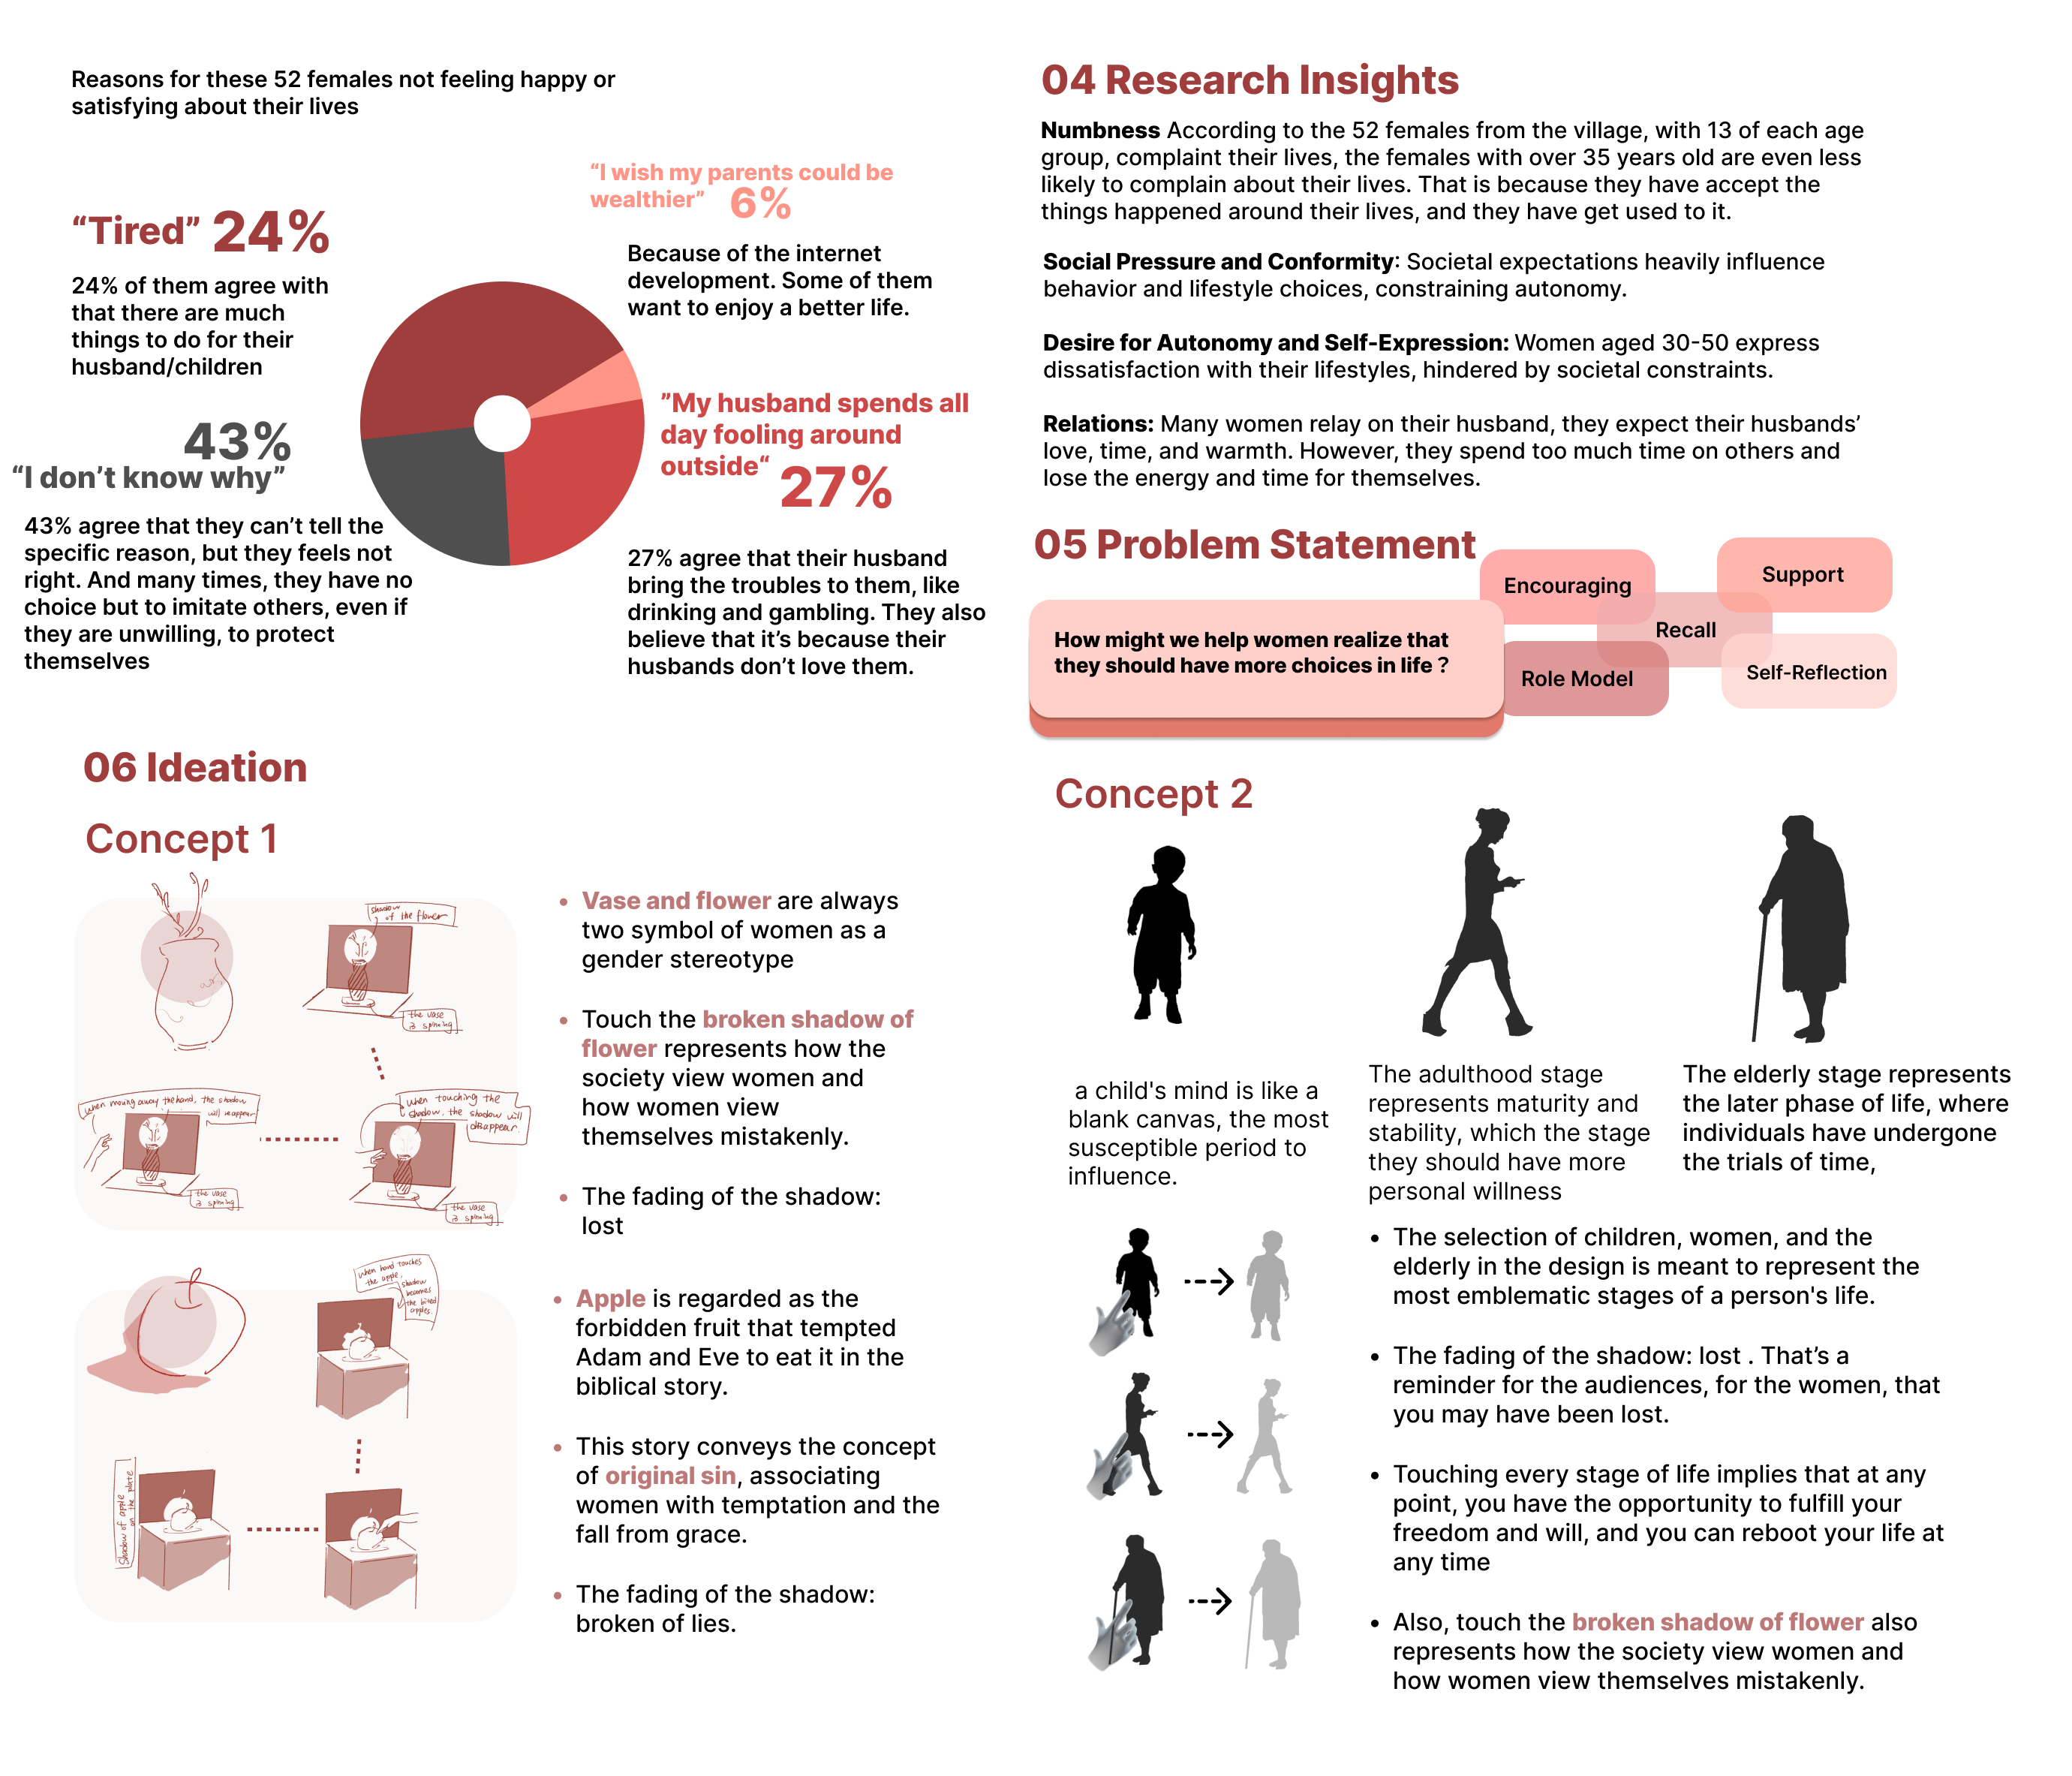 Reasons for these 52 females not feeling happy or
satisfying about their lives
“Tired” 24%
24% of them agree with
that there are much
things to do for their
husband/children
43%
“I don’t know why”
43% agree that they can’t tell the
specific reason, but they feels not
right. And many times, they have no
choice but to imitate others, even if
they are unwilling, to protect
themselves
“I wish my parents could be
wealthier” 6%
Because of the internet
development. Some of them
want to enjoy a better life.
”My husband spends all
day fooling around
outside“ 27%
27% agree that their husband
bring the troubles to them, like
drinking and gambling. They also
believe that it’s because their
husbands don’t love them.
04 Research Insights
Numbness According to the 52 females from the village, with 13 of each age
group, complaint their lives, the females with over 35 years old are even less
likely to complain about their lives. That is because they have accept the
things happened around their lives, and they have get used to it.
Social Pressure and Conformity: Societal expectations heavily influence
behavior and lifestyle choices, constraining autonomy.
Desire for Autonomy and Self-Expression: Women aged 30-50 express
dissatisfaction with their lifestyles, hindered by societal constraints.
Relations: Many women relay on their husband, they expect their husbands’
love, time, and warmth. However, they spend too much time on others and
lose the energy and time for themselves.
05 Problem Statement
How might we help women realize that
they should have more choices in life ?
Encouraging
Support
Recall
Role Model
Self-Reflection
06 Ideation
Concept 1
shadow
of the flower
the vase
is spining
when moving away the hand, the shadow
will reappear
the vase
is spining
when touching the
shadow, the shadow will
disappear.
the vase
is spining
• Vase and flower are always
two symbol of women as a
gender stereotype
• Touch the broken shadow of
flower represents how the
society view women and
how women view
themselves mistakenly.
• The fading of the shadow:
lost
when hand touches
the apple,
shadow
becomes
the bited
apples
Shadow of apple
on the plate
• Apple is regarded as the
forbidden fruit that tempted
Adam and Eve to eat it in the
biblical story.
• This story conveys the concept
of original sin, associating
women with temptation and the
fall from grace.
• The fading of the shadow:
broken of lies.
Concept 2
a child's mind is like a
blank canvas, the most
susceptible period to
influence.
The adulthood stage
represents maturity and
stability, which the stage
they should have more
personal willness
The elderly stage represents
the later phase of life, where
individuals have undergone
the trials of time,
• The selection of children, women, and the
elderly in the design is meant to represent the
most emblematic stages of a person's life.
• The fading of the shadow: lost . That’s a
reminder for the audiences, for the women, that
you may have been lost.
• Touching every stage of life implies that at any
point, you have the opportunity to fulfill your
freedom and will, and you can reboot your life at
any time
• Also, touch the broken shadow of flower also
represents how the society view women and
how women view themselves mistakenly.